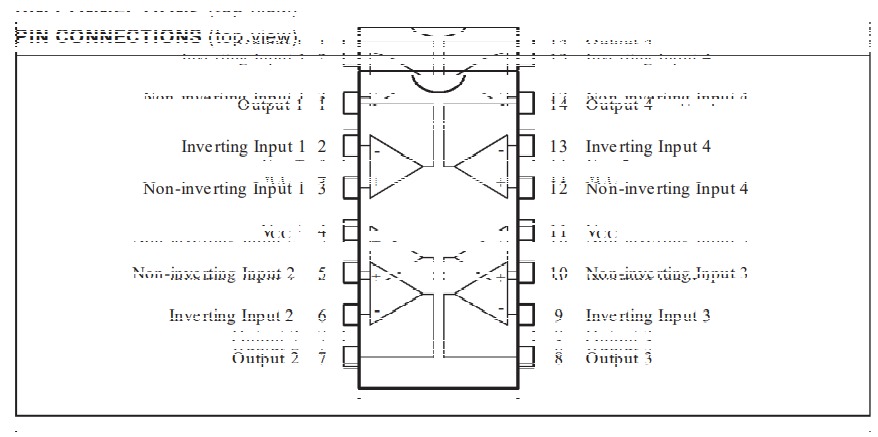 PIN CONNECTIONS (top view)
Output 1 1 14 Output 4
Inverting Input 1 2 13 Inverting Input 4
Non-inverting Input 1 3 12 Non-inverting Input 4
Vcc 4 11 Vcc
Non-inverting Input 2 5 10 Non-inverting Input 3
Inverting Input 2 6 9 Inverting Input 3
Output 2 7 8 Output 3